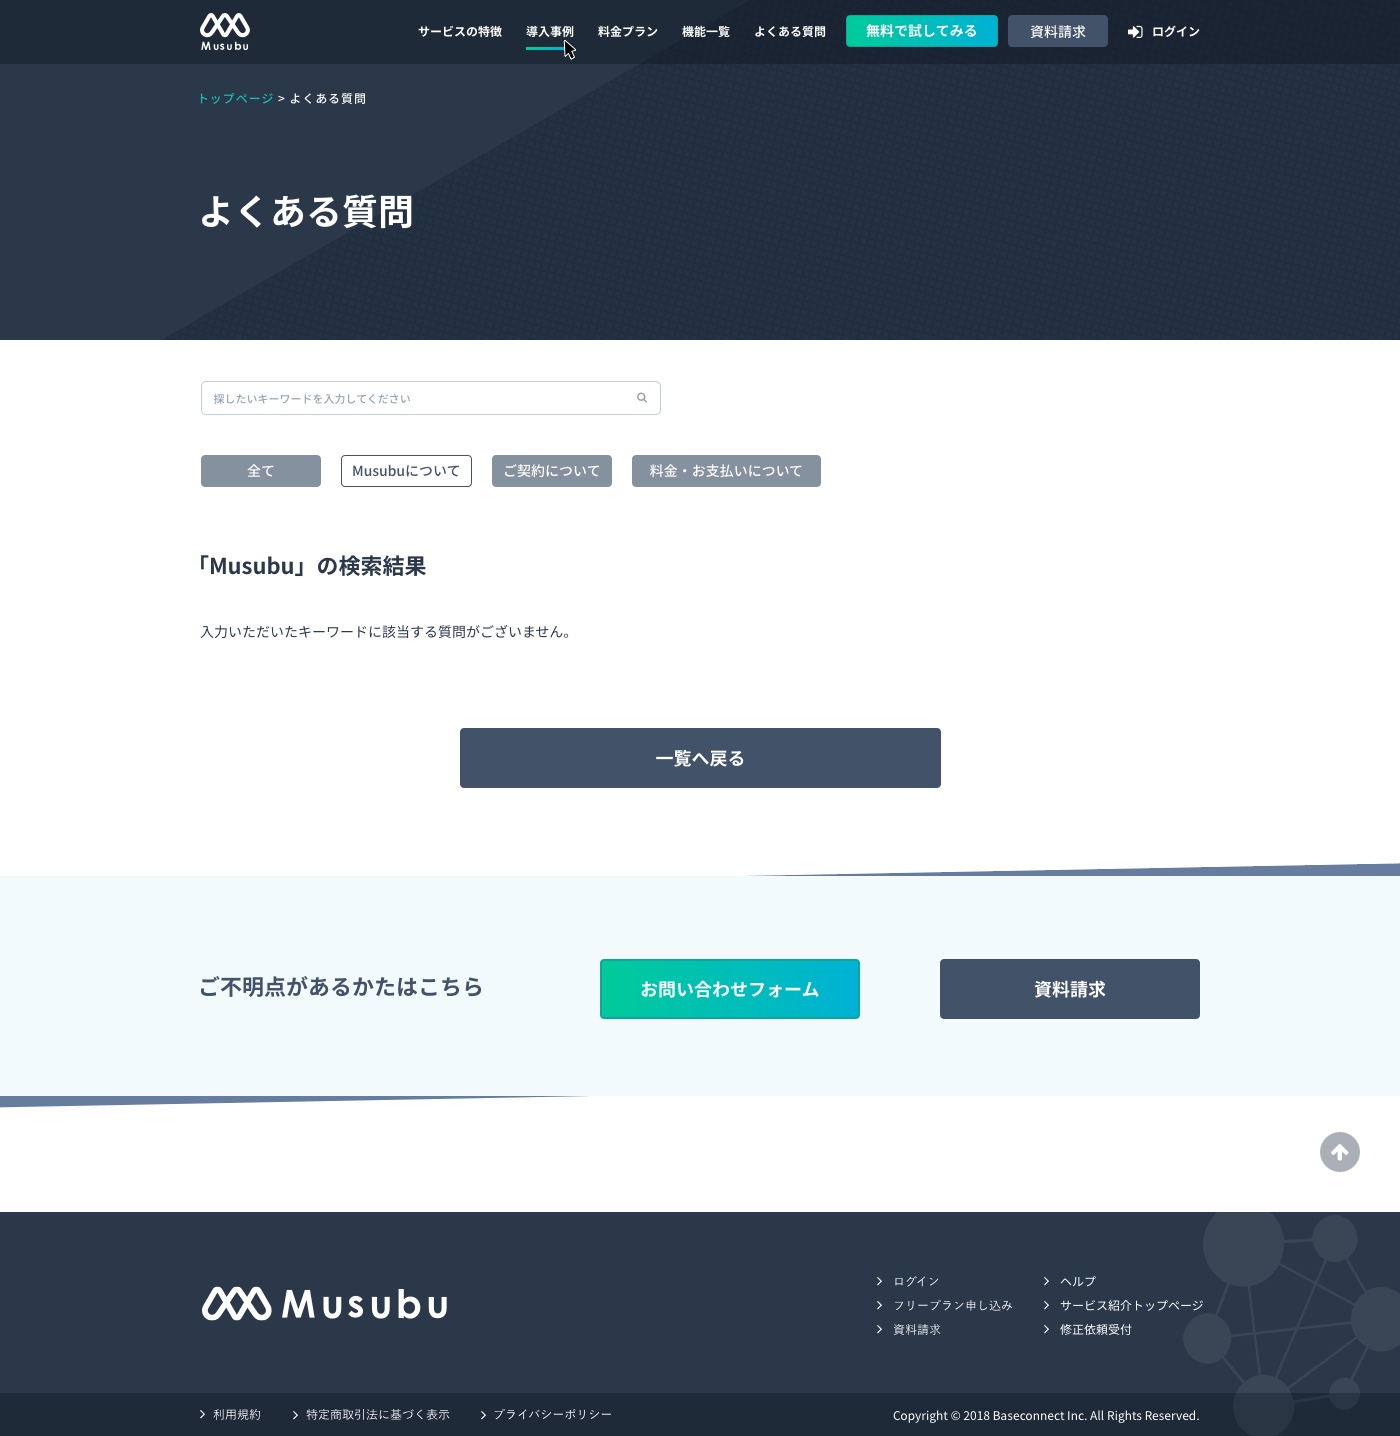 Musubu
サービスの特徴 導入事例 料金プラン 機能一覧 よくある質問 無料で試してみる 資料請求 ログイン
トップページ > よくある質問
よくある質問
探したいキーワードを入力してください
全て Musubuについて ご契約について 料金・お支払いについて
「Musubu」の検索結果
入力いただいたキーワードに該当する質問がございません。
一覧へ戻る
ご不明点があるかたはこちら お問い合わせフォーム 資料請求
Musubu
ログイン ヘルプ
フリープラン申し込み サービス紹介トップページ
資料請求 修正依頼受付
利用規約 特定商取引法に基づく表示 プライバシーポリシー Copyright © 2018 Baseconnect Inc. All Rights Reserved.